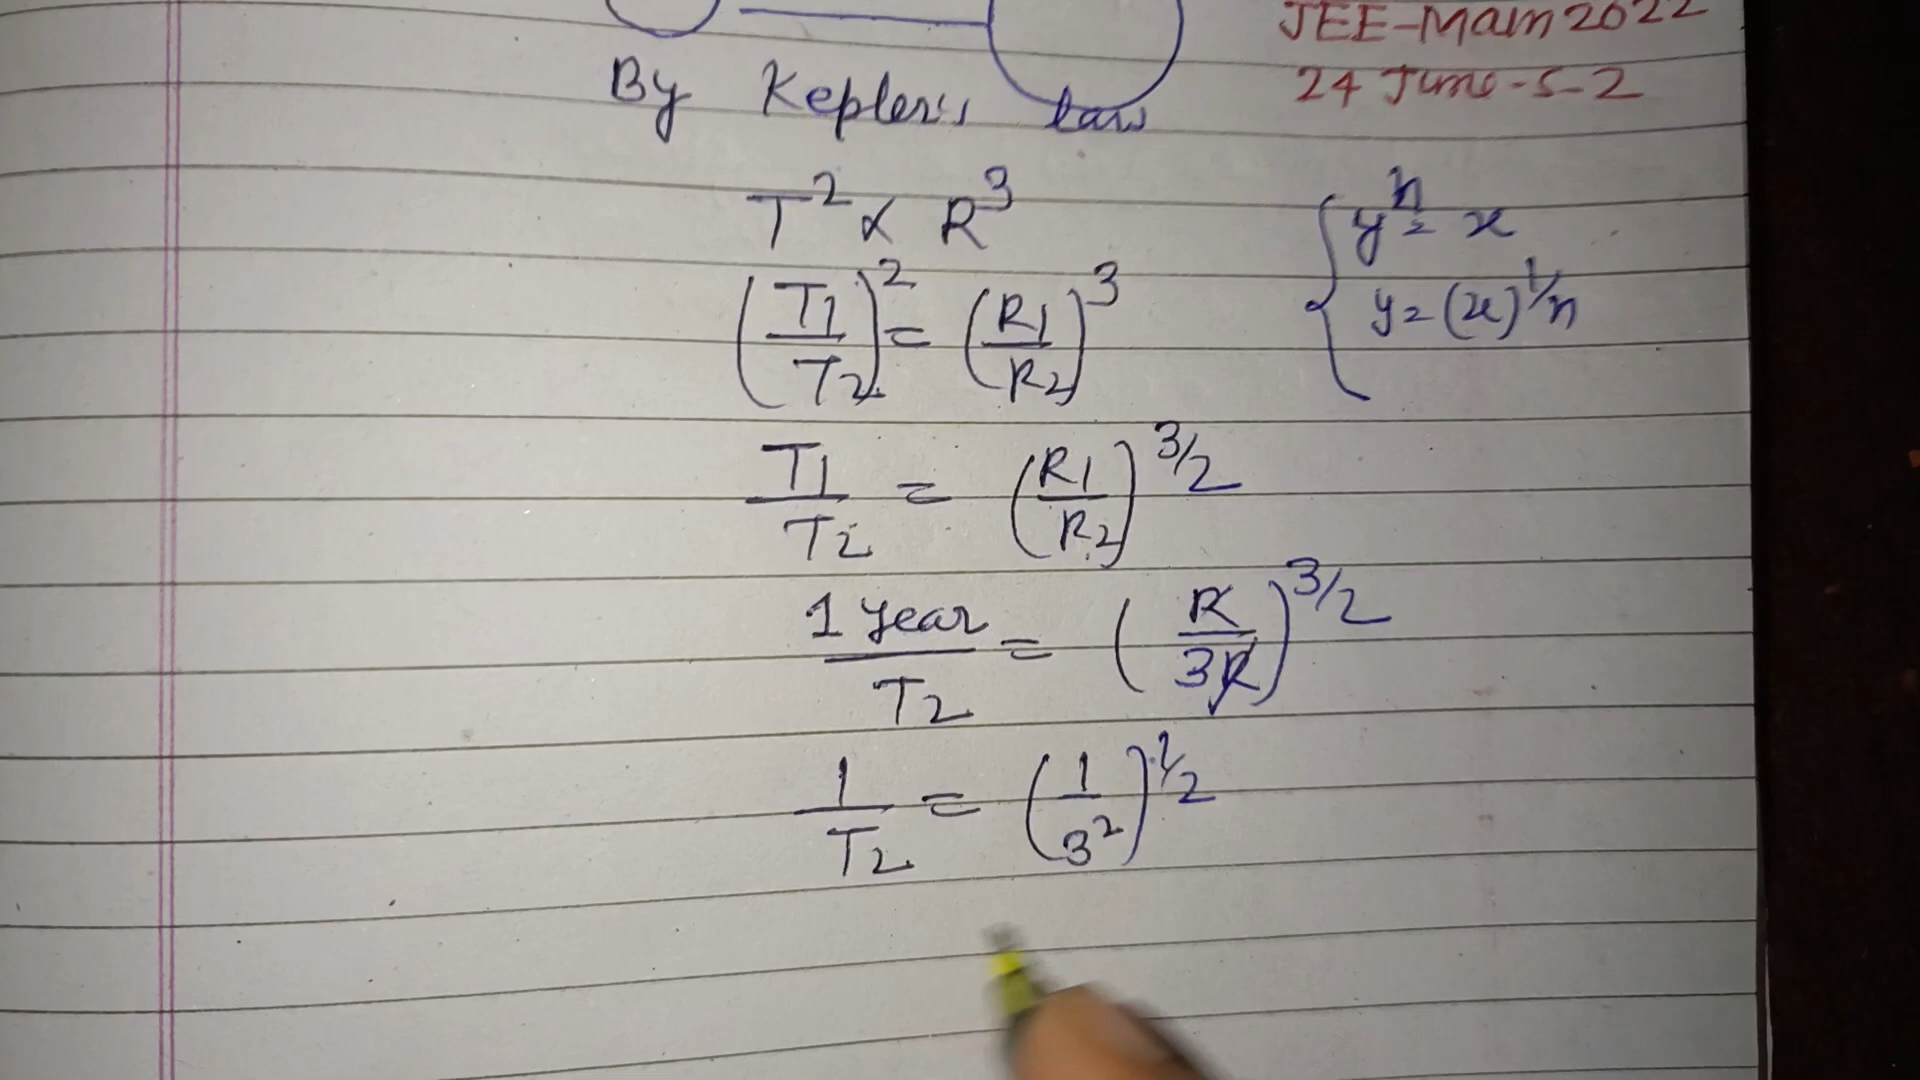 JEE-Main 2022
24 June-S-2
By Kepler's law
T² ∝ R³
(T1/T2)² = (R1/R2)³
{ yⁿ = x
y = (x)^1/n
T1/T2 = (R1/R2)^3/2
1 year/T2 = (R/3R)^3/2
1/T2 = (1/3²)^1/2